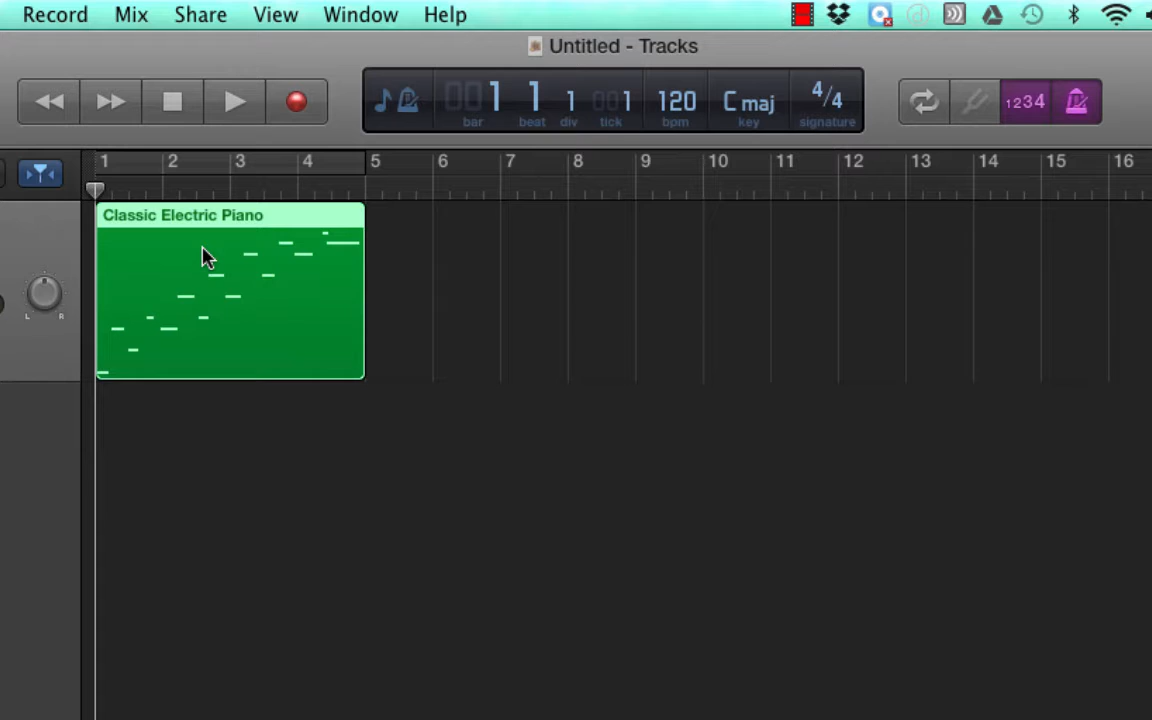 Record Mix Share View Window Help
Untitled - Tracks
001 1 1 001 120 C maj 4/4
bar beat div tick bpm key signature
1234
1 2 3 4 5 6 7 8 9 10 11 12 13 14 15 16
Classic Electric Piano
L R